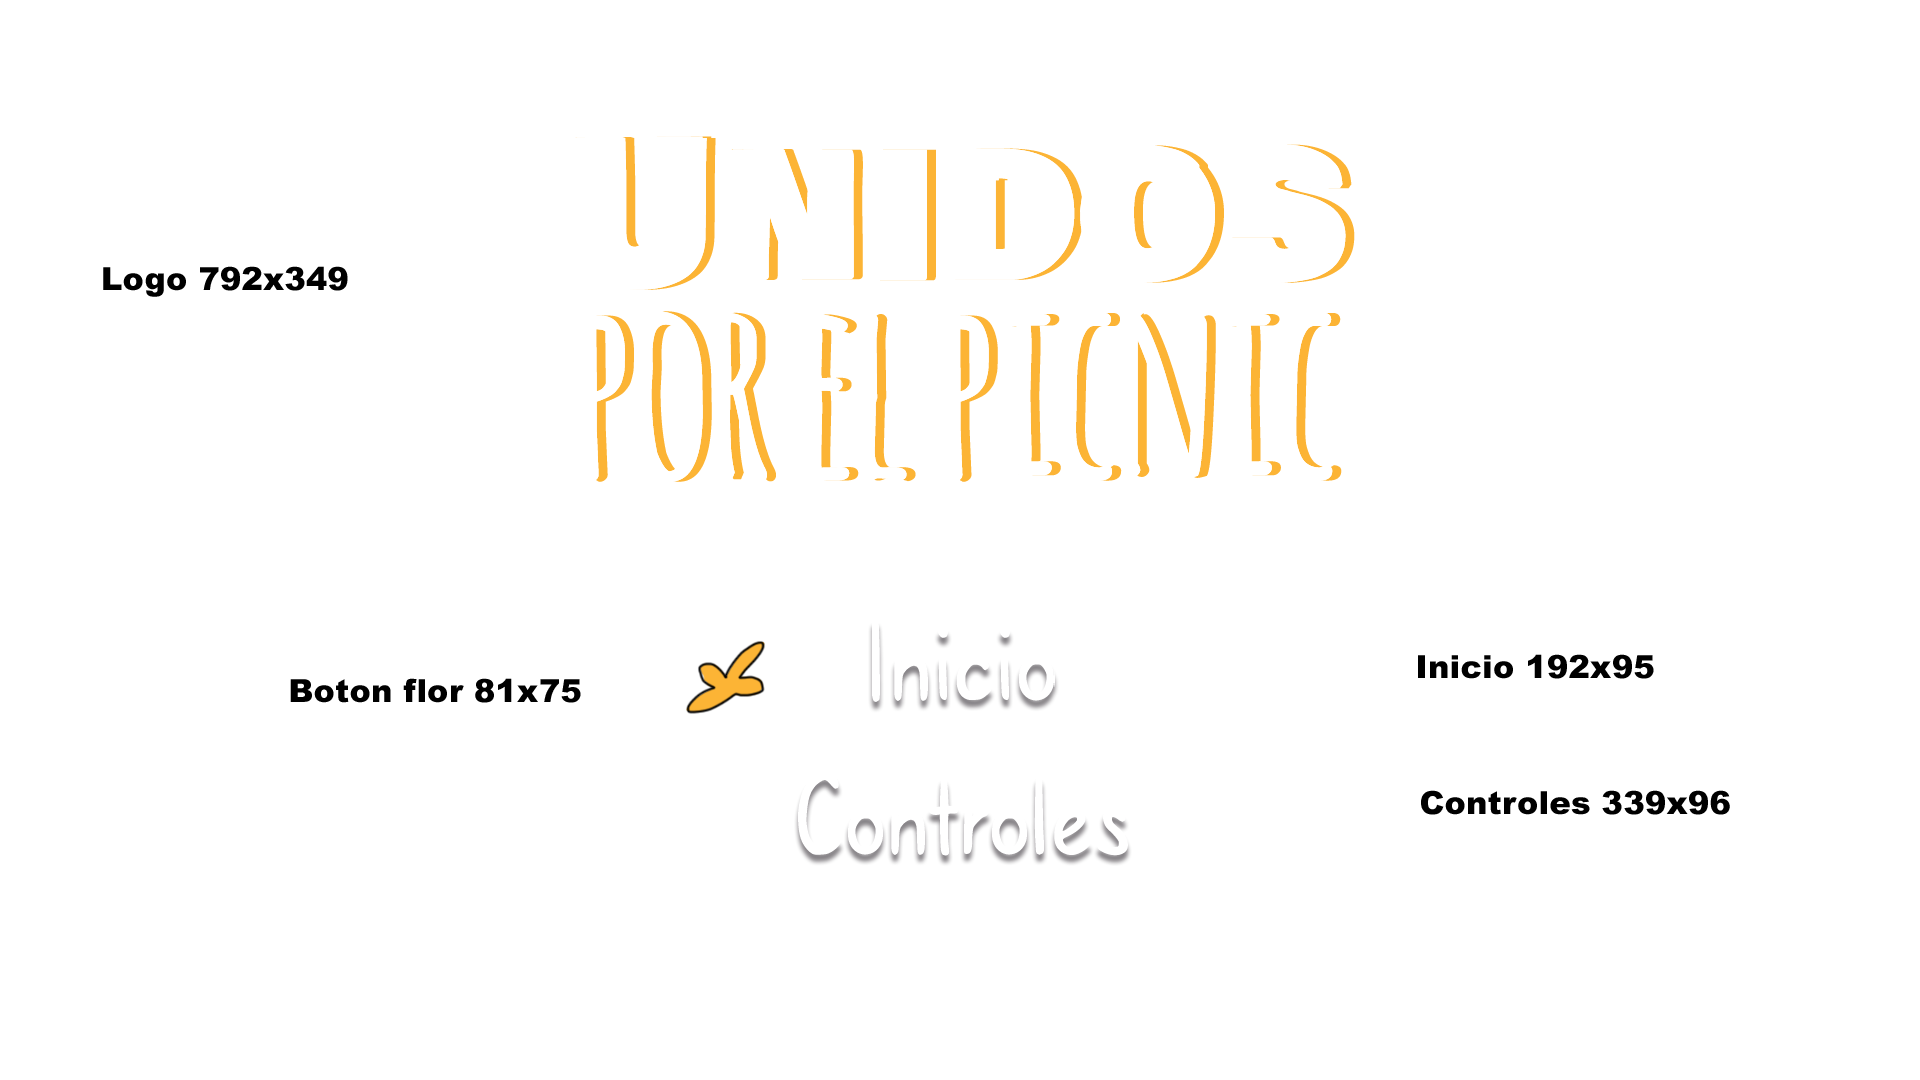 UNIDOS
POR EL PICNIC
Logo 792x349
Boton flor 81x75
Inicio
Inicio 192x95
Controles
Controles 339x96